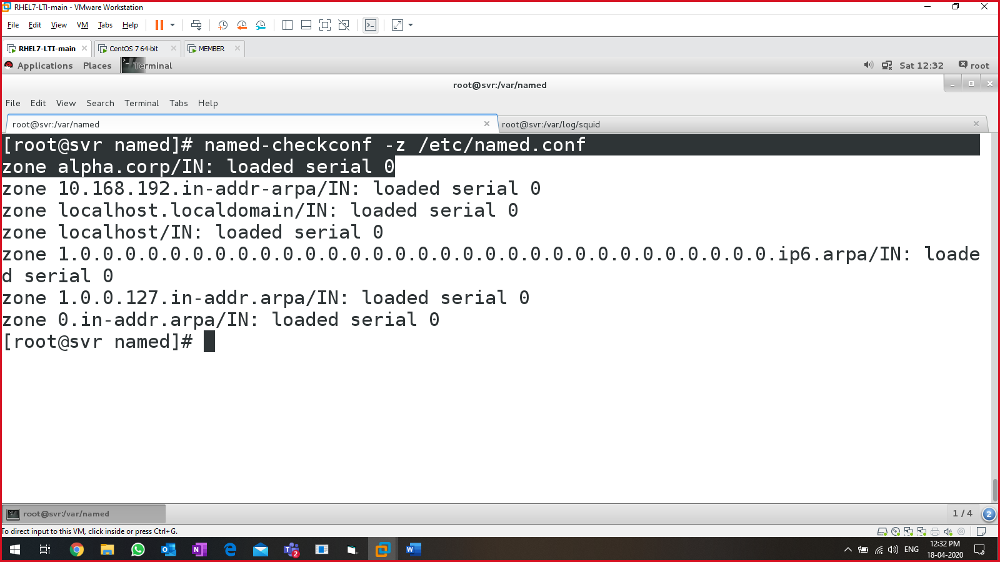 RHEL7-LTI-main - VMware Workstation
File Edit View VM Tabs Help
RHEL7-LTI-main CentOS 7 64-bit MEMBER
Applications Places Terminal Sat 12:32 root
root@svr:/var/named
File Edit View Search Terminal Tabs Help
root@svr:/var/named root@svr:/var/log/squid
[root@svr named]# named-checkconf -z /etc/named.conf
zone alpha.corp/IN: loaded serial 0
zone 10.168.192.in-addr-arpa/IN: loaded serial 0
zone localhost.localdomain/IN: loaded serial 0
zone localhost/IN: loaded serial 0
zone 1.0.0.0.0.0.0.0.0.0.0.0.0.0.0.0.0.0.0.0.0.0.0.0.0.0.0.0.0.0.0.0.ip6.arpa/IN: loade
d serial 0
zone 1.0.0.127.in-addr.arpa/IN: loaded serial 0
zone 0.in-addr.arpa/IN: loaded serial 0
[root@svr named]#
root@svr:/var/named 1 / 4 2
To direct input to this VM, click inside or press Ctrl+G.
2 ENG 12:32 PM
18-04-2020